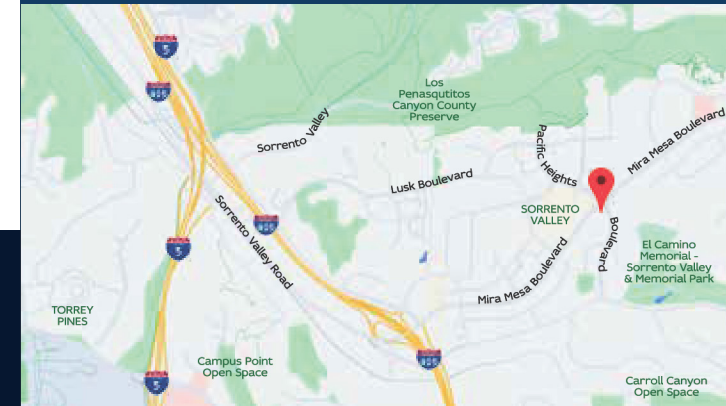 5
805
Los
Penasquitos
Canyon County
Preserve
Sorrento Valley
Mira Mesa Boulevard
Pacific Heights
Lusk Boulevard
SORRENTO
VALLEY
Sorrento Valley Road
805
5
Boulevard
El Camino
Memorial -
Sorrento Valley
& Memorial Park
Mira Mesa Boulevard
TORREY
PINES
805
Campus Point
Open Space
5
Carroll Canyon
Open Space